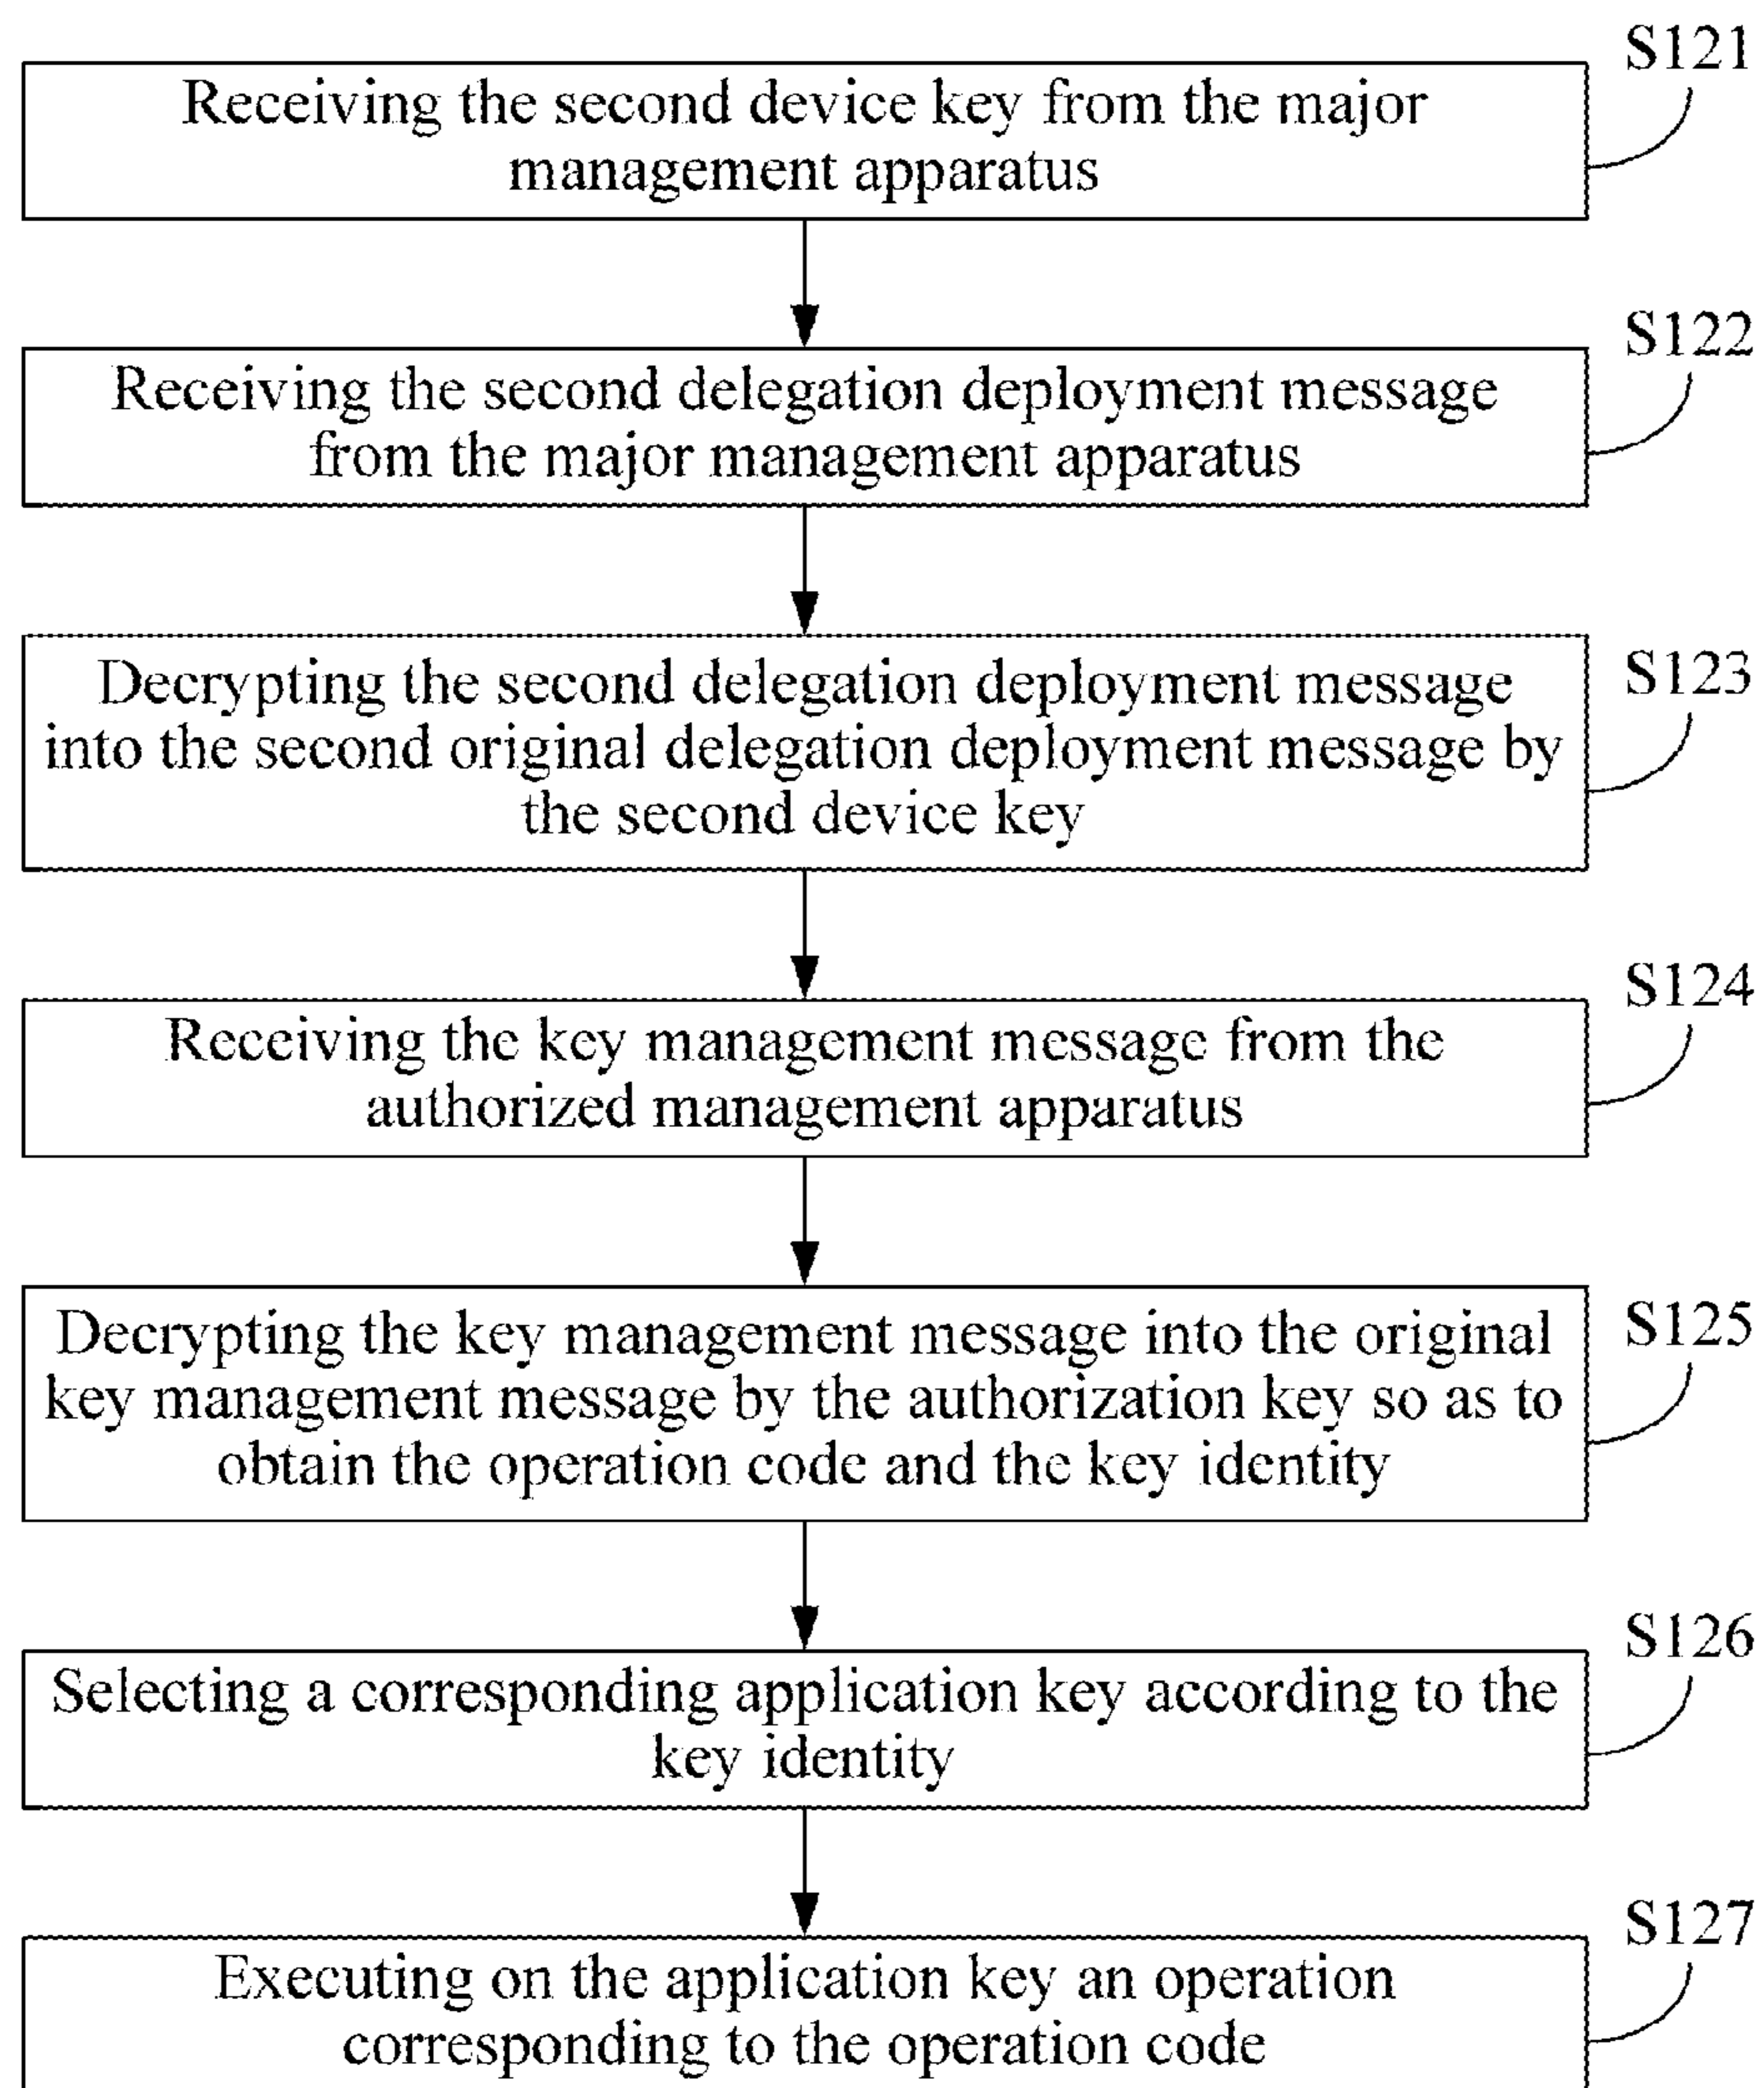 S121
Receiving the second device key from the major
management apparatus
S122
Receiving the second delegation deployment message
from the major management apparatus
S123
Decrypting the second delegation deployment message
into the second original delegation deployment message by
the second device key
S124
Receiving the key management message from the
authorized management apparatus
S125
Decrypting the key management message into the original
key management message by the authorization key so as to
obtain the operation code and the key identity
S126
Selecting a corresponding application key according to the
key identity
S127
Executing on the application key an operation
corresponding to the operation code